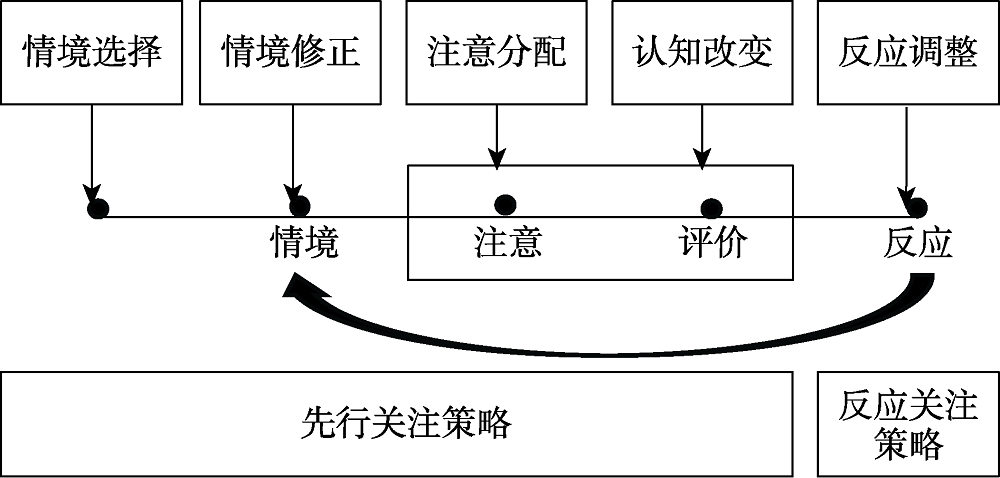 情境选择
情境修正
注意分配
认知改变
反应调整
情境
注意
评价
反应
先行关注策略
反应关注
策略